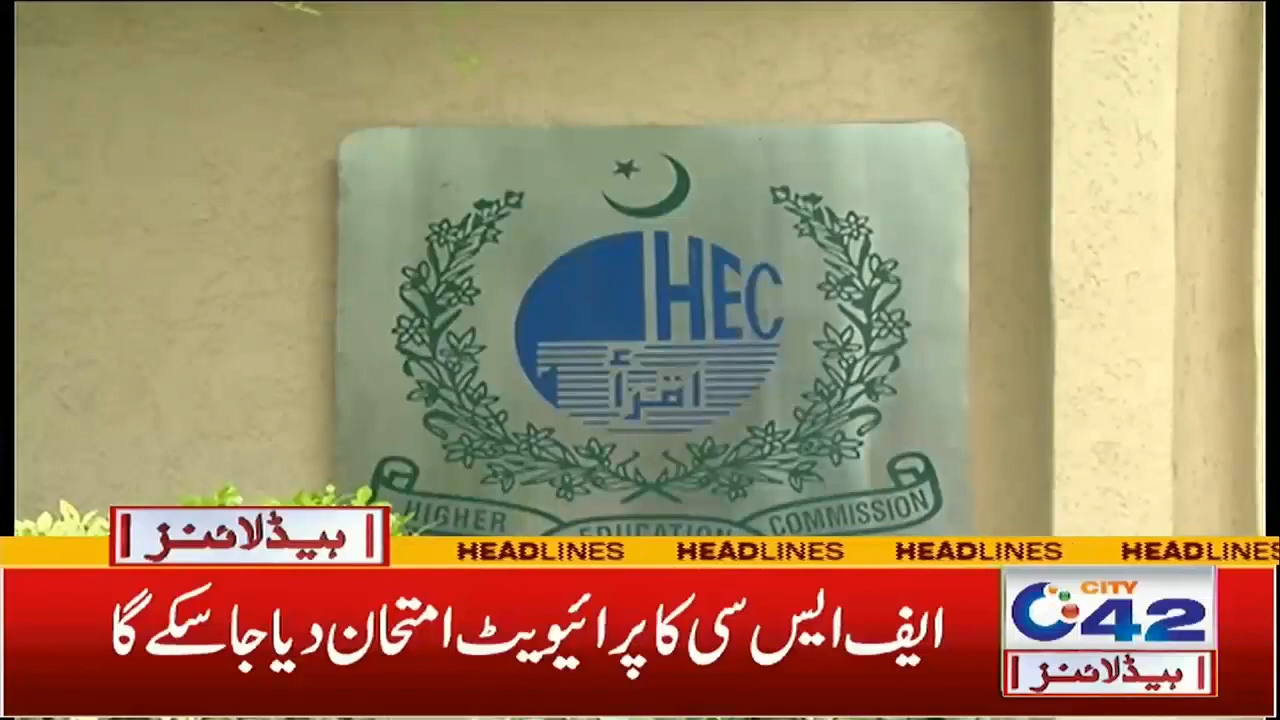 HEC
اقرأ
HIGHER EDUCATION COMMISSION
ہیڈلائنز
HEADLINES HEADLINES HEADLINES HEADLINES
ایف ایس سی کا پرائیویٹ امتحان دیا جا سکے گا
CITY
42
ہیڈلائنز